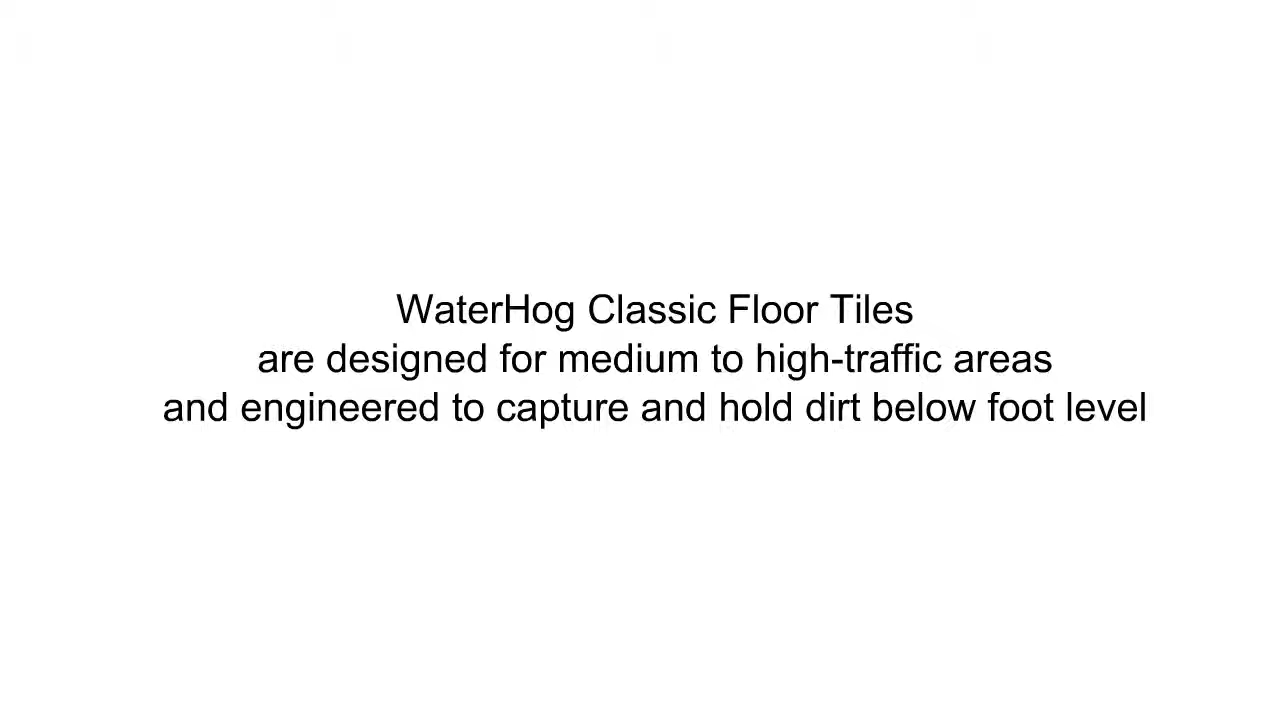 WaterHog Classic Floor Tiles
are designed for medium to high-traffic areas
and engineered to capture and hold dirt below foot level